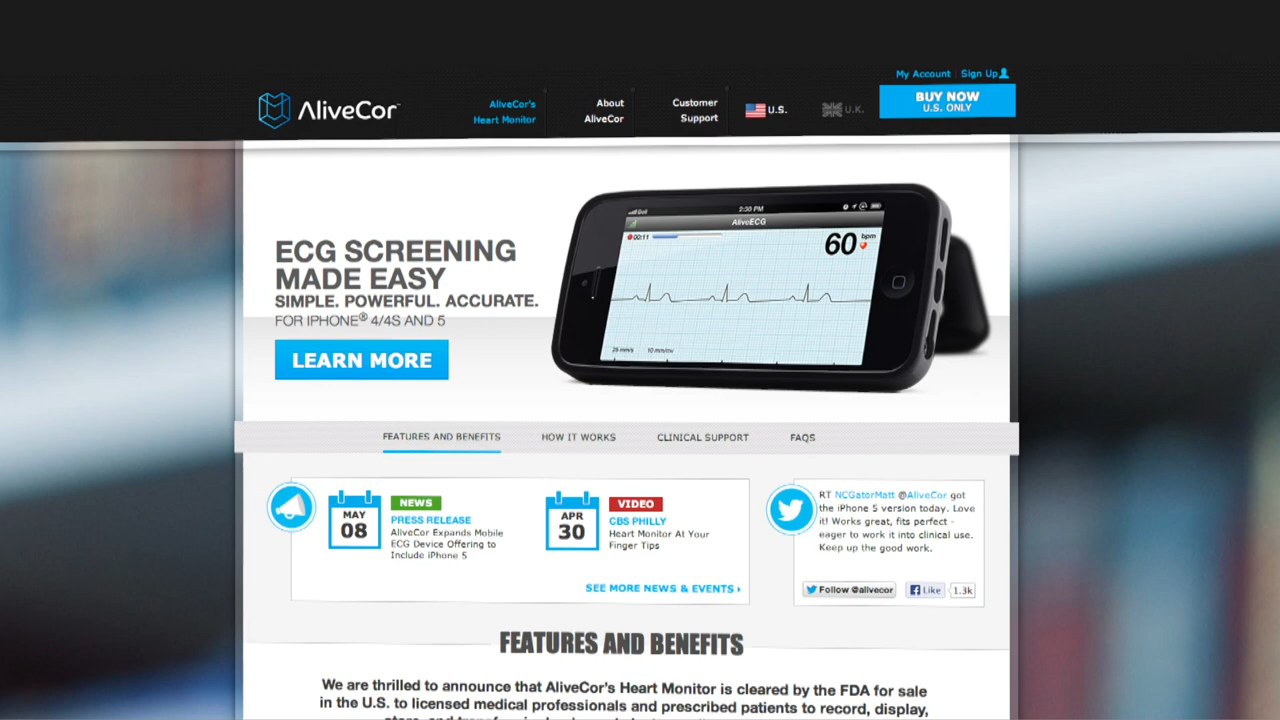 My Account | Sign Up
AliveCor™
AliveCor's
Heart Monitor
About
AliveCor
Customer
Support
U.S.
U.K.
BUY NOW
U.S. ONLY
ECG SCREENING
MADE EASY
SIMPLE. POWERFUL. ACCURATE.
FOR IPHONE® 4/4S AND 5
LEARN MORE
Bell
2:30 PM
AliveECG
00:11
60 bpm
25 mm/s 10 mm/mv
FEATURES AND BENEFITS
HOW IT WORKS
CLINICAL SUPPORT
FAQS
MAY
08
NEWS
PRESS RELEASE
AliveCor Expands Mobile
ECG Device Offering to
Include iPhone 5
APR
30
VIDEO
CBS PHILLY
Heart Monitor At Your
Finger Tips
SEE MORE NEWS & EVENTS ›
RT NCGatorMatt @AliveCor got
the iPhone 5 version today. Love
it! Works great, fits perfect -
eager to work it into clinical use.
Keep up the good work.
Follow @alivecor
Like
1.3k
FEATURES AND BENEFITS
We are thrilled to announce that AliveCor's Heart Monitor is cleared by the FDA for sale
in the U.S. to licensed medical professionals and prescribed patients to record, display,